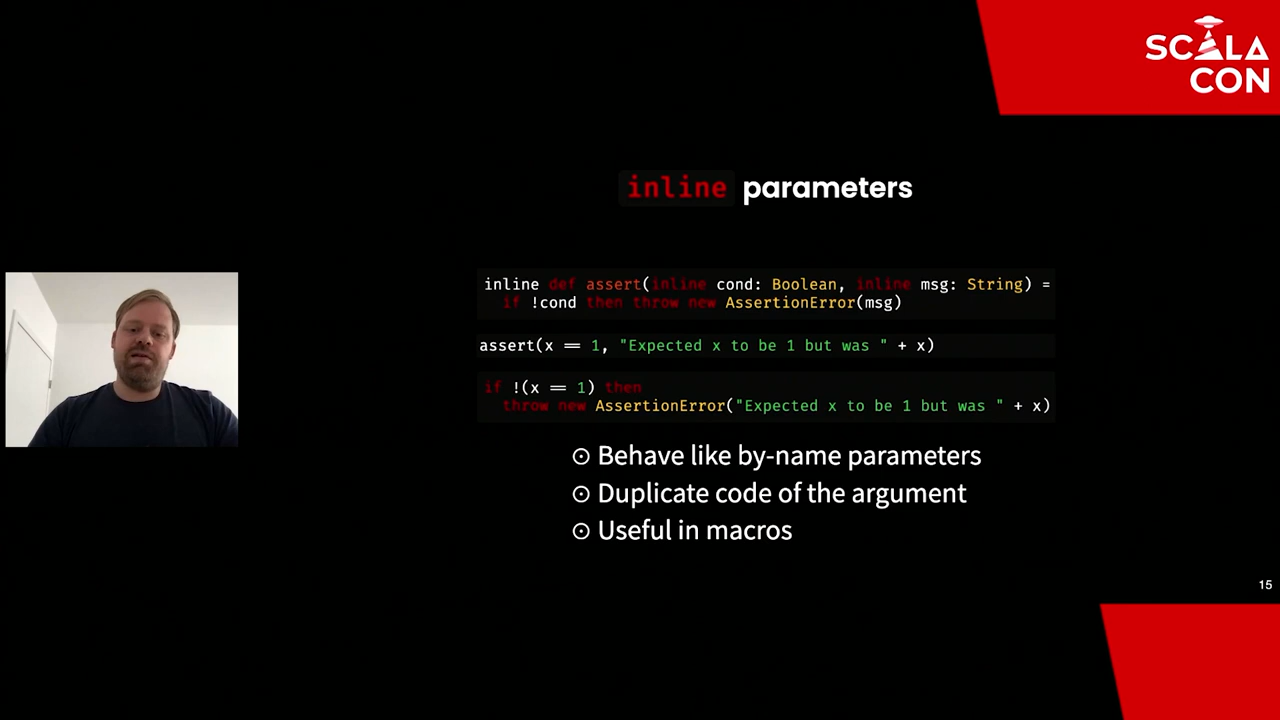 SCALA
CON
inline parameters
inline def assert(inline cond: Boolean, inline msg: String) =
if !cond then throw new AssertionError(msg)
assert(x == 1, "Expected x to be 1 but was " + x)
if !(x == 1) then
throw new AssertionError("Expected x to be 1 but was " + x)
⊙ Behave like by-name parameters
⊙ Duplicate code of the argument
⊙ Useful in macros
15